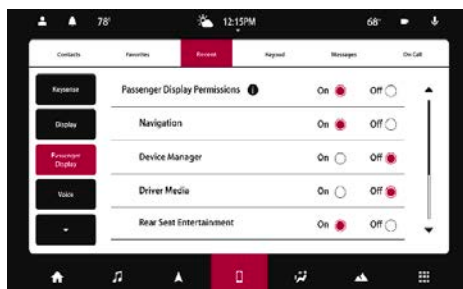 78°
12:15PM
68°
Contacts
Favorites
Recent
Keypad
Messages
On Call
Keysense
Passenger Display Permissions
On
Off
Display
Navigation
On
Off
Passenger
Display
Device Manager
On
Off
Voice
Driver Media
On
Off
Rear Seat Entertainment
On
Off